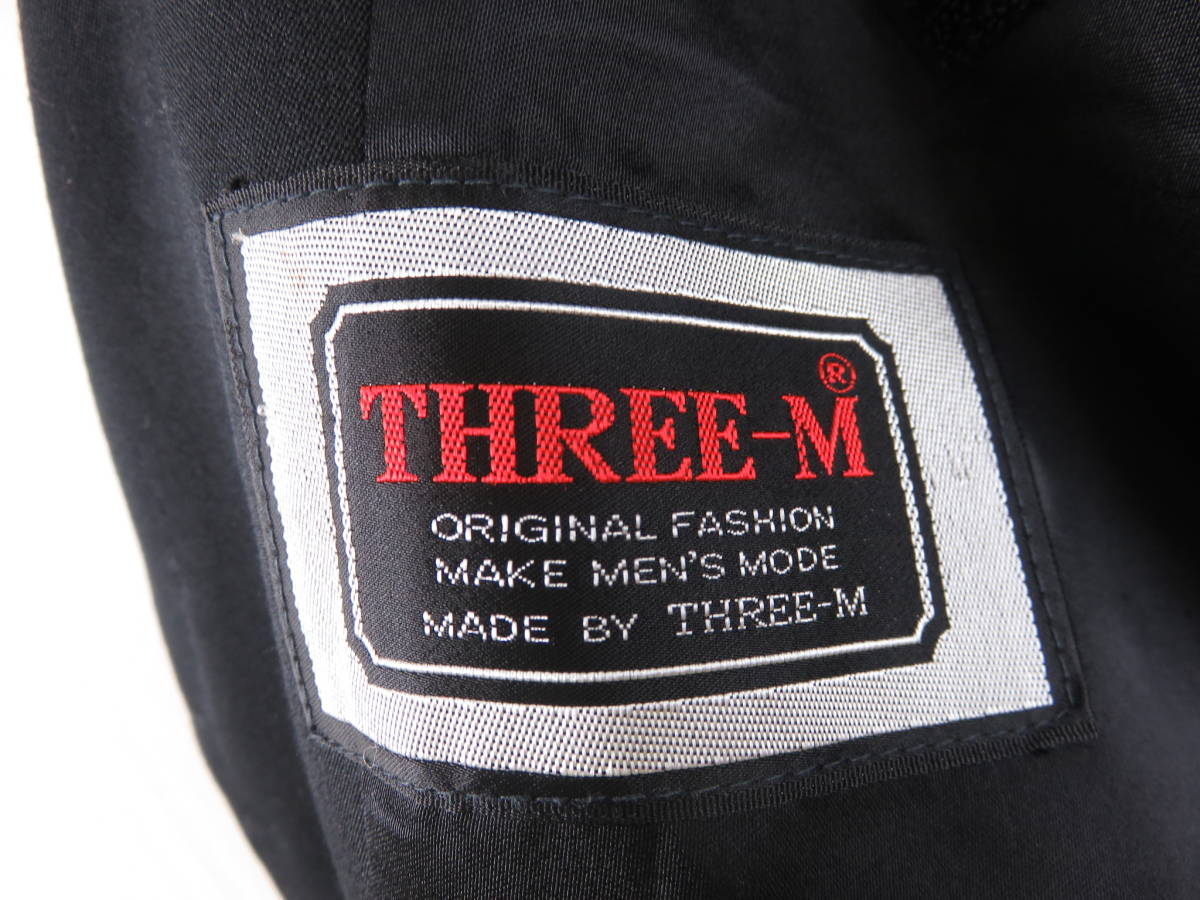 THREE-M®
ORIGINAL FASHION
MAKE MEN'S MODE
MADE BY THREE-M